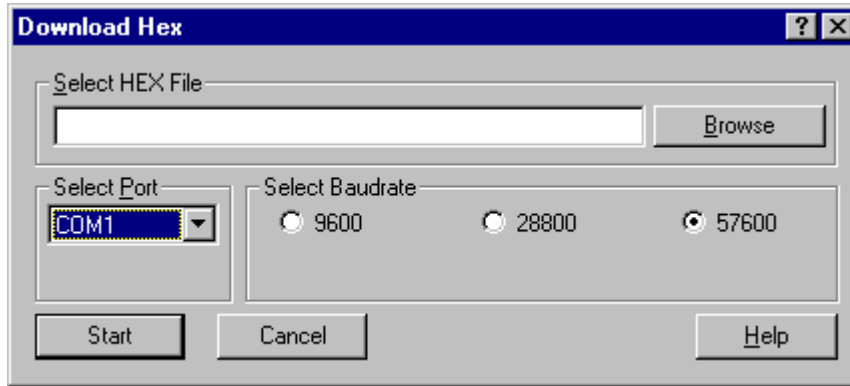 Download Hex
Select HEX File
Browse
Select Port
Select Baudrate
COM1
9600
28800
57600
Start
Cancel
Help